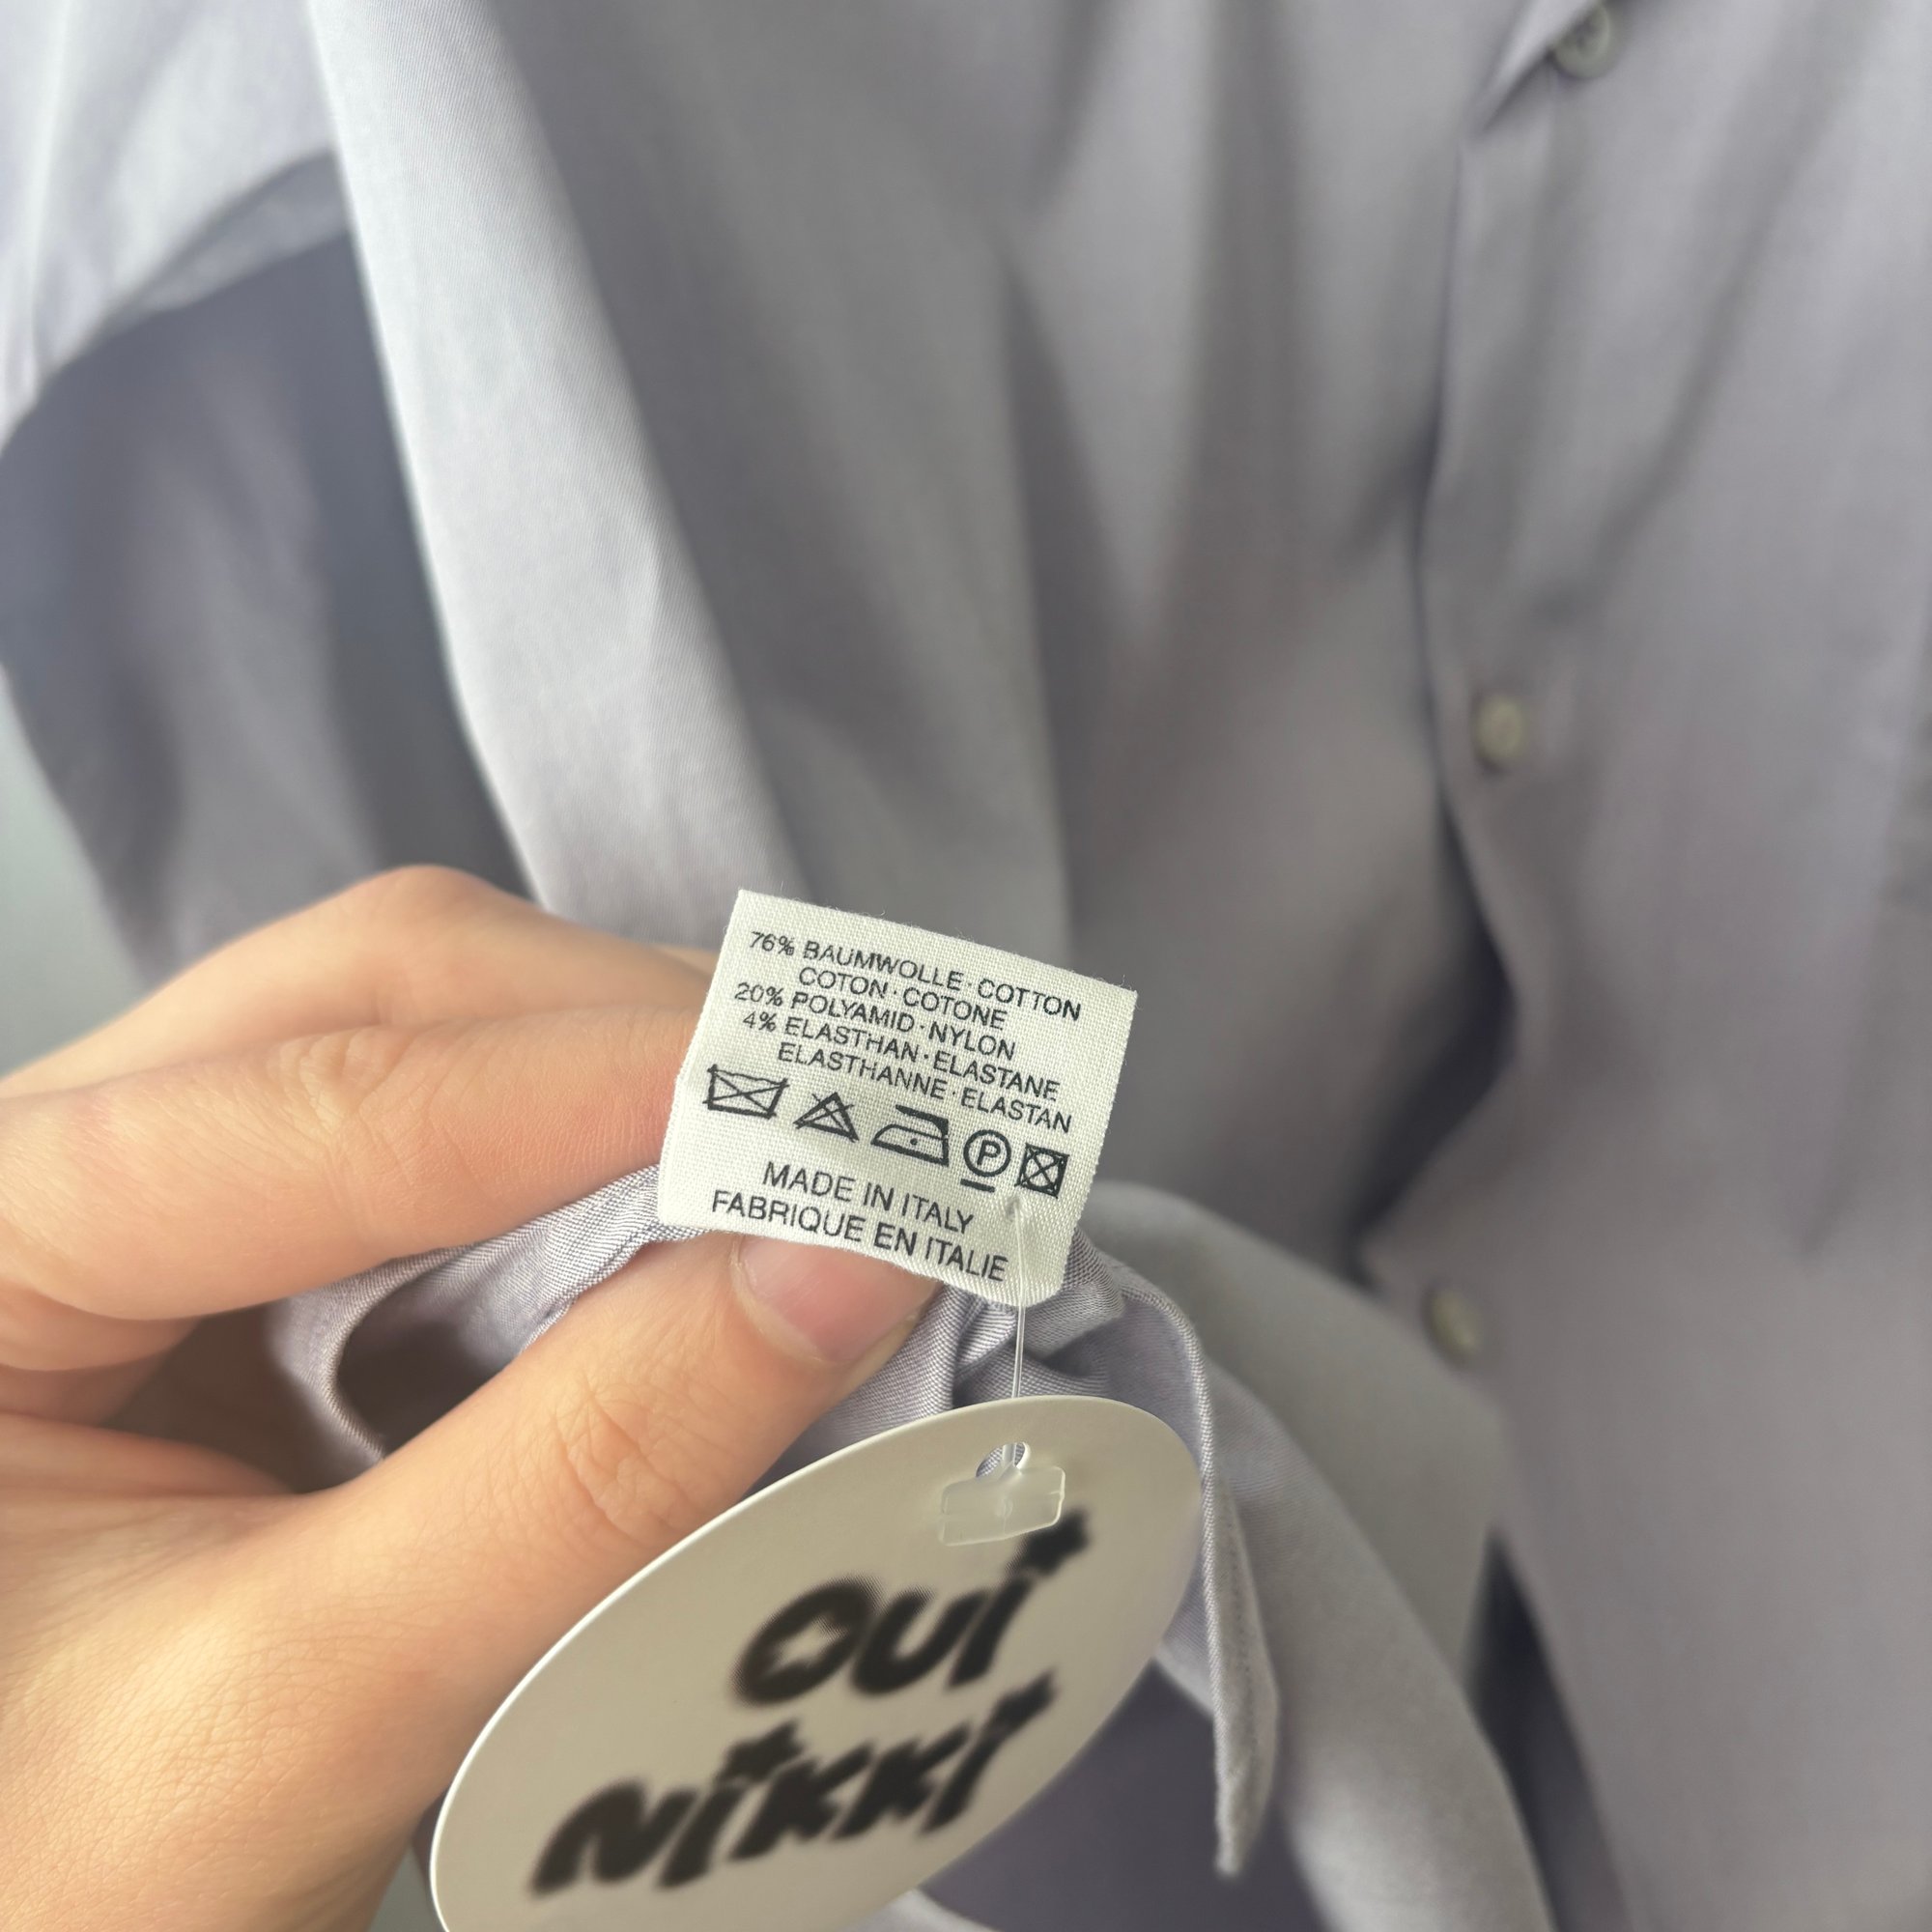 76% BAUMWOLLE·COTTON
COTON·COTONE
20% POLYAMID·NYLON
4% ELASTHAN·ELASTANE
ELASTHANNE·ELASTAN
P
MADE IN ITALY
FABRIQUE EN ITALIE
OUI
NIKKI